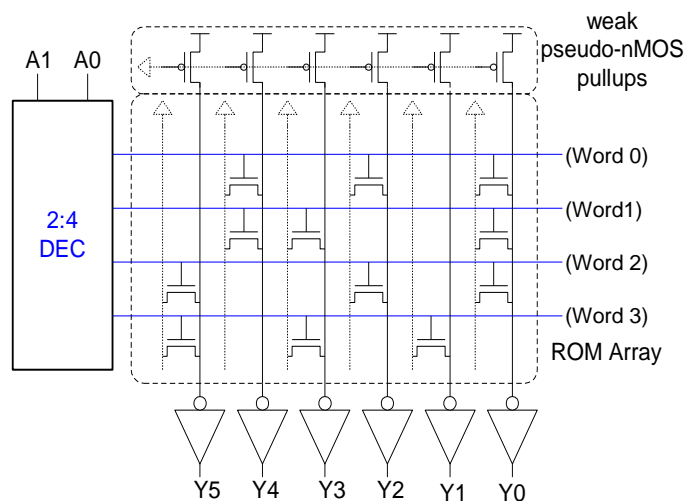 weak
pseudo-nMOS
pullups
A1 A0
2:4
DEC
(Word 0)
(Word1)
(Word 2)
(Word 3)
ROM Array
Y5 Y4 Y3 Y2 Y1 Y0